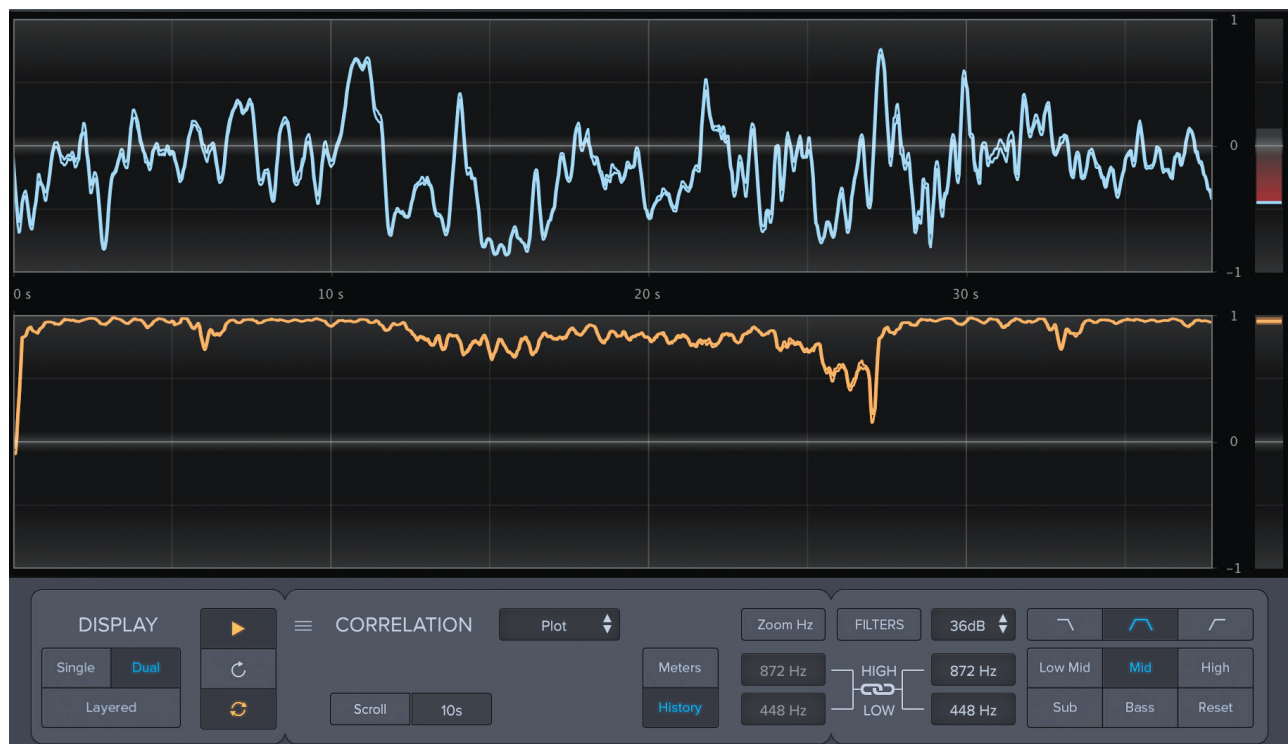 1
0
-1
0 s 10 s 20 s 30 s
1
0
-1
DISPLAY
Single Dual
Layered
CORRELATION Plot
Scroll 10s
Meters
History
Zoom Hz FILTERS 36dB
872 Hz HIGH 872 Hz
448 Hz LOW 448 Hz
Low Mid Mid High
Sub Bass Reset